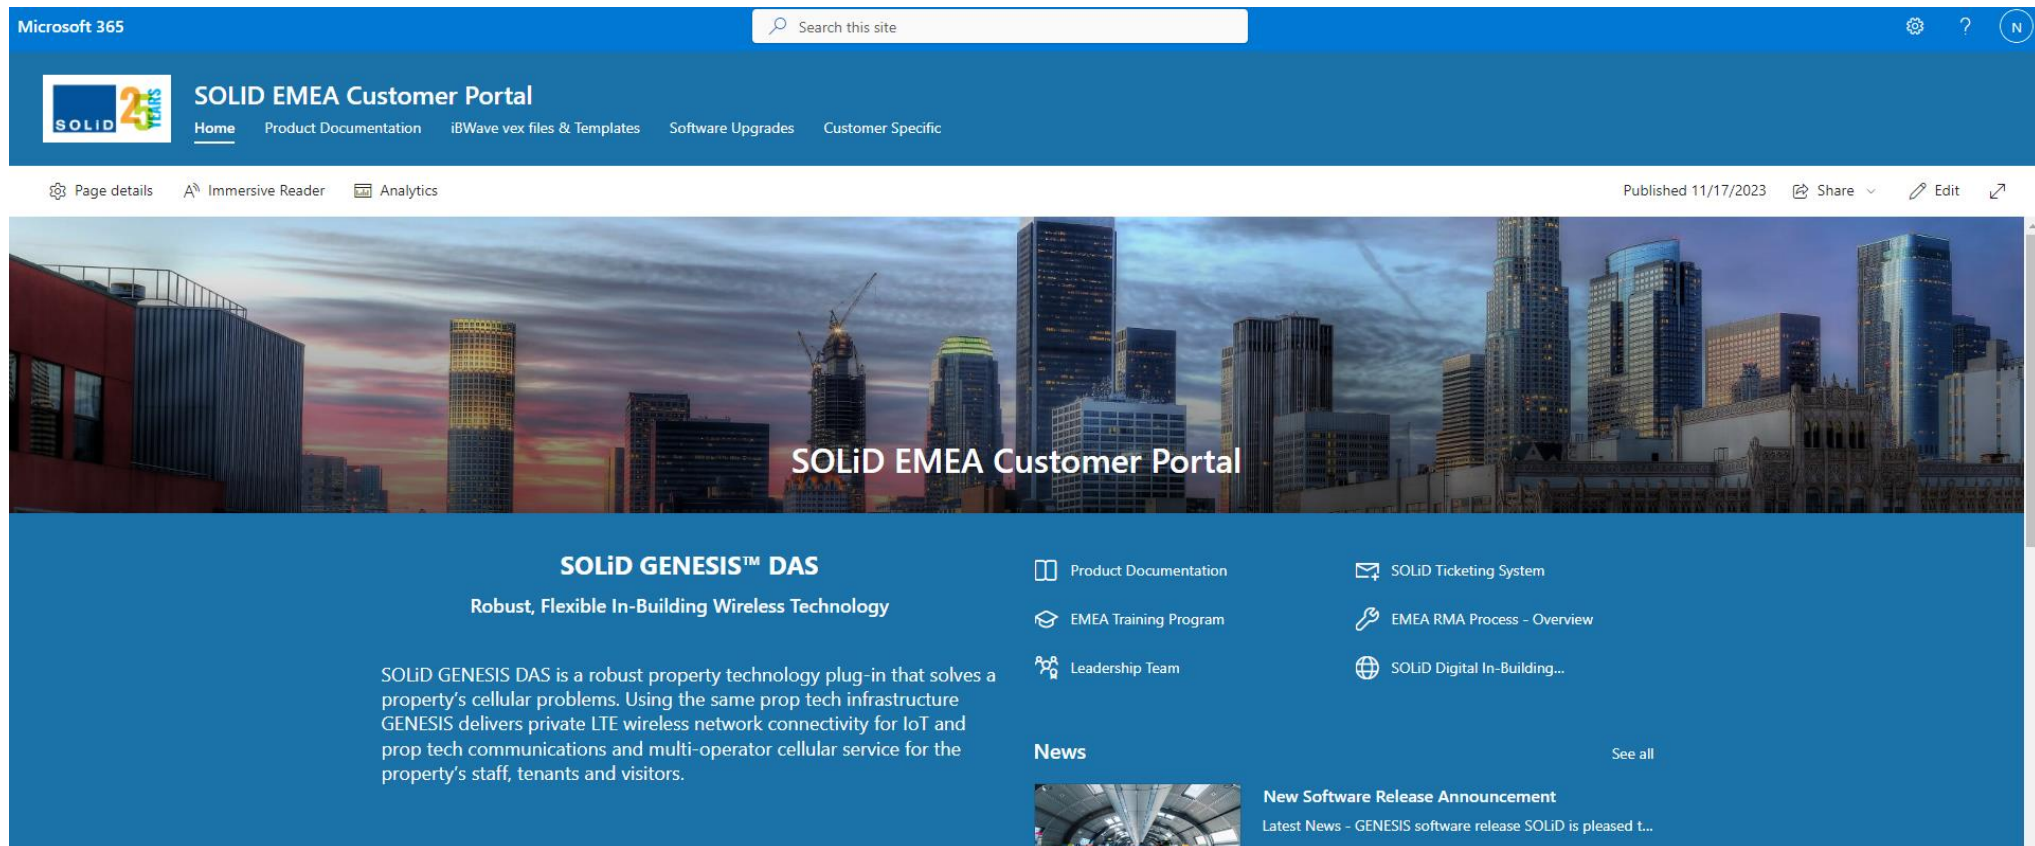 Microsoft 365
Search this site
?
N
SOLiD
25 YEARS
SOLID EMEA Customer Portal
Home Product Documentation iBWave vex files & Templates Software Upgrades Customer Specific
Page details Immersive Reader Analytics
Published 11/17/2023 Share Edit
SOLiD EMEA Customer Portal
SOLiD GENESIS™ DAS
Robust, Flexible In-Building Wireless Technology
SOLiD GENESIS DAS is a robust property technology plug-in that solves a
property's cellular problems. Using the same prop tech infrastructure
GENESIS delivers private LTE wireless network connectivity for IoT and
prop tech communications and multi-operator cellular service for the
property's staff, tenants and visitors.
Product Documentation
SOLiD Ticketing System
EMEA Training Program
EMEA RMA Process - Overview
Leadership Team
SOLiD Digital In-Building...
News
See all
New Software Release Announcement
Latest News - GENESIS software release SOLiD is pleased t...